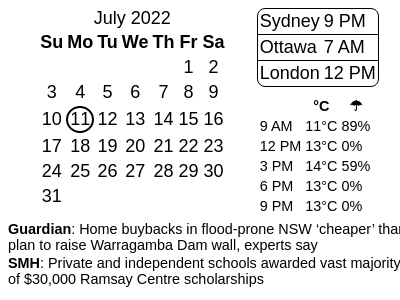 July 2022
Su Mo Tu We Th Fr Sa
1 2
3 4 5 6 7 8 9
10 11 12 13 14 15 16
17 18 19 20 21 22 23
24 25 26 27 28 29 30
31
Sydney 9 PM
Ottawa 7 AM
London 12 PM
°C ☂
9 AM 11°C 89%
12 PM 13°C 0%
3 PM 14°C 59%
6 PM 13°C 0%
9 PM 13°C 0%
Guardian: Home buybacks in flood-prone NSW ‘cheaper’ than
plan to raise Warragamba Dam wall, experts say
SMH: Private and independent schools awarded vast majority
of $30,000 Ramsay Centre scholarships